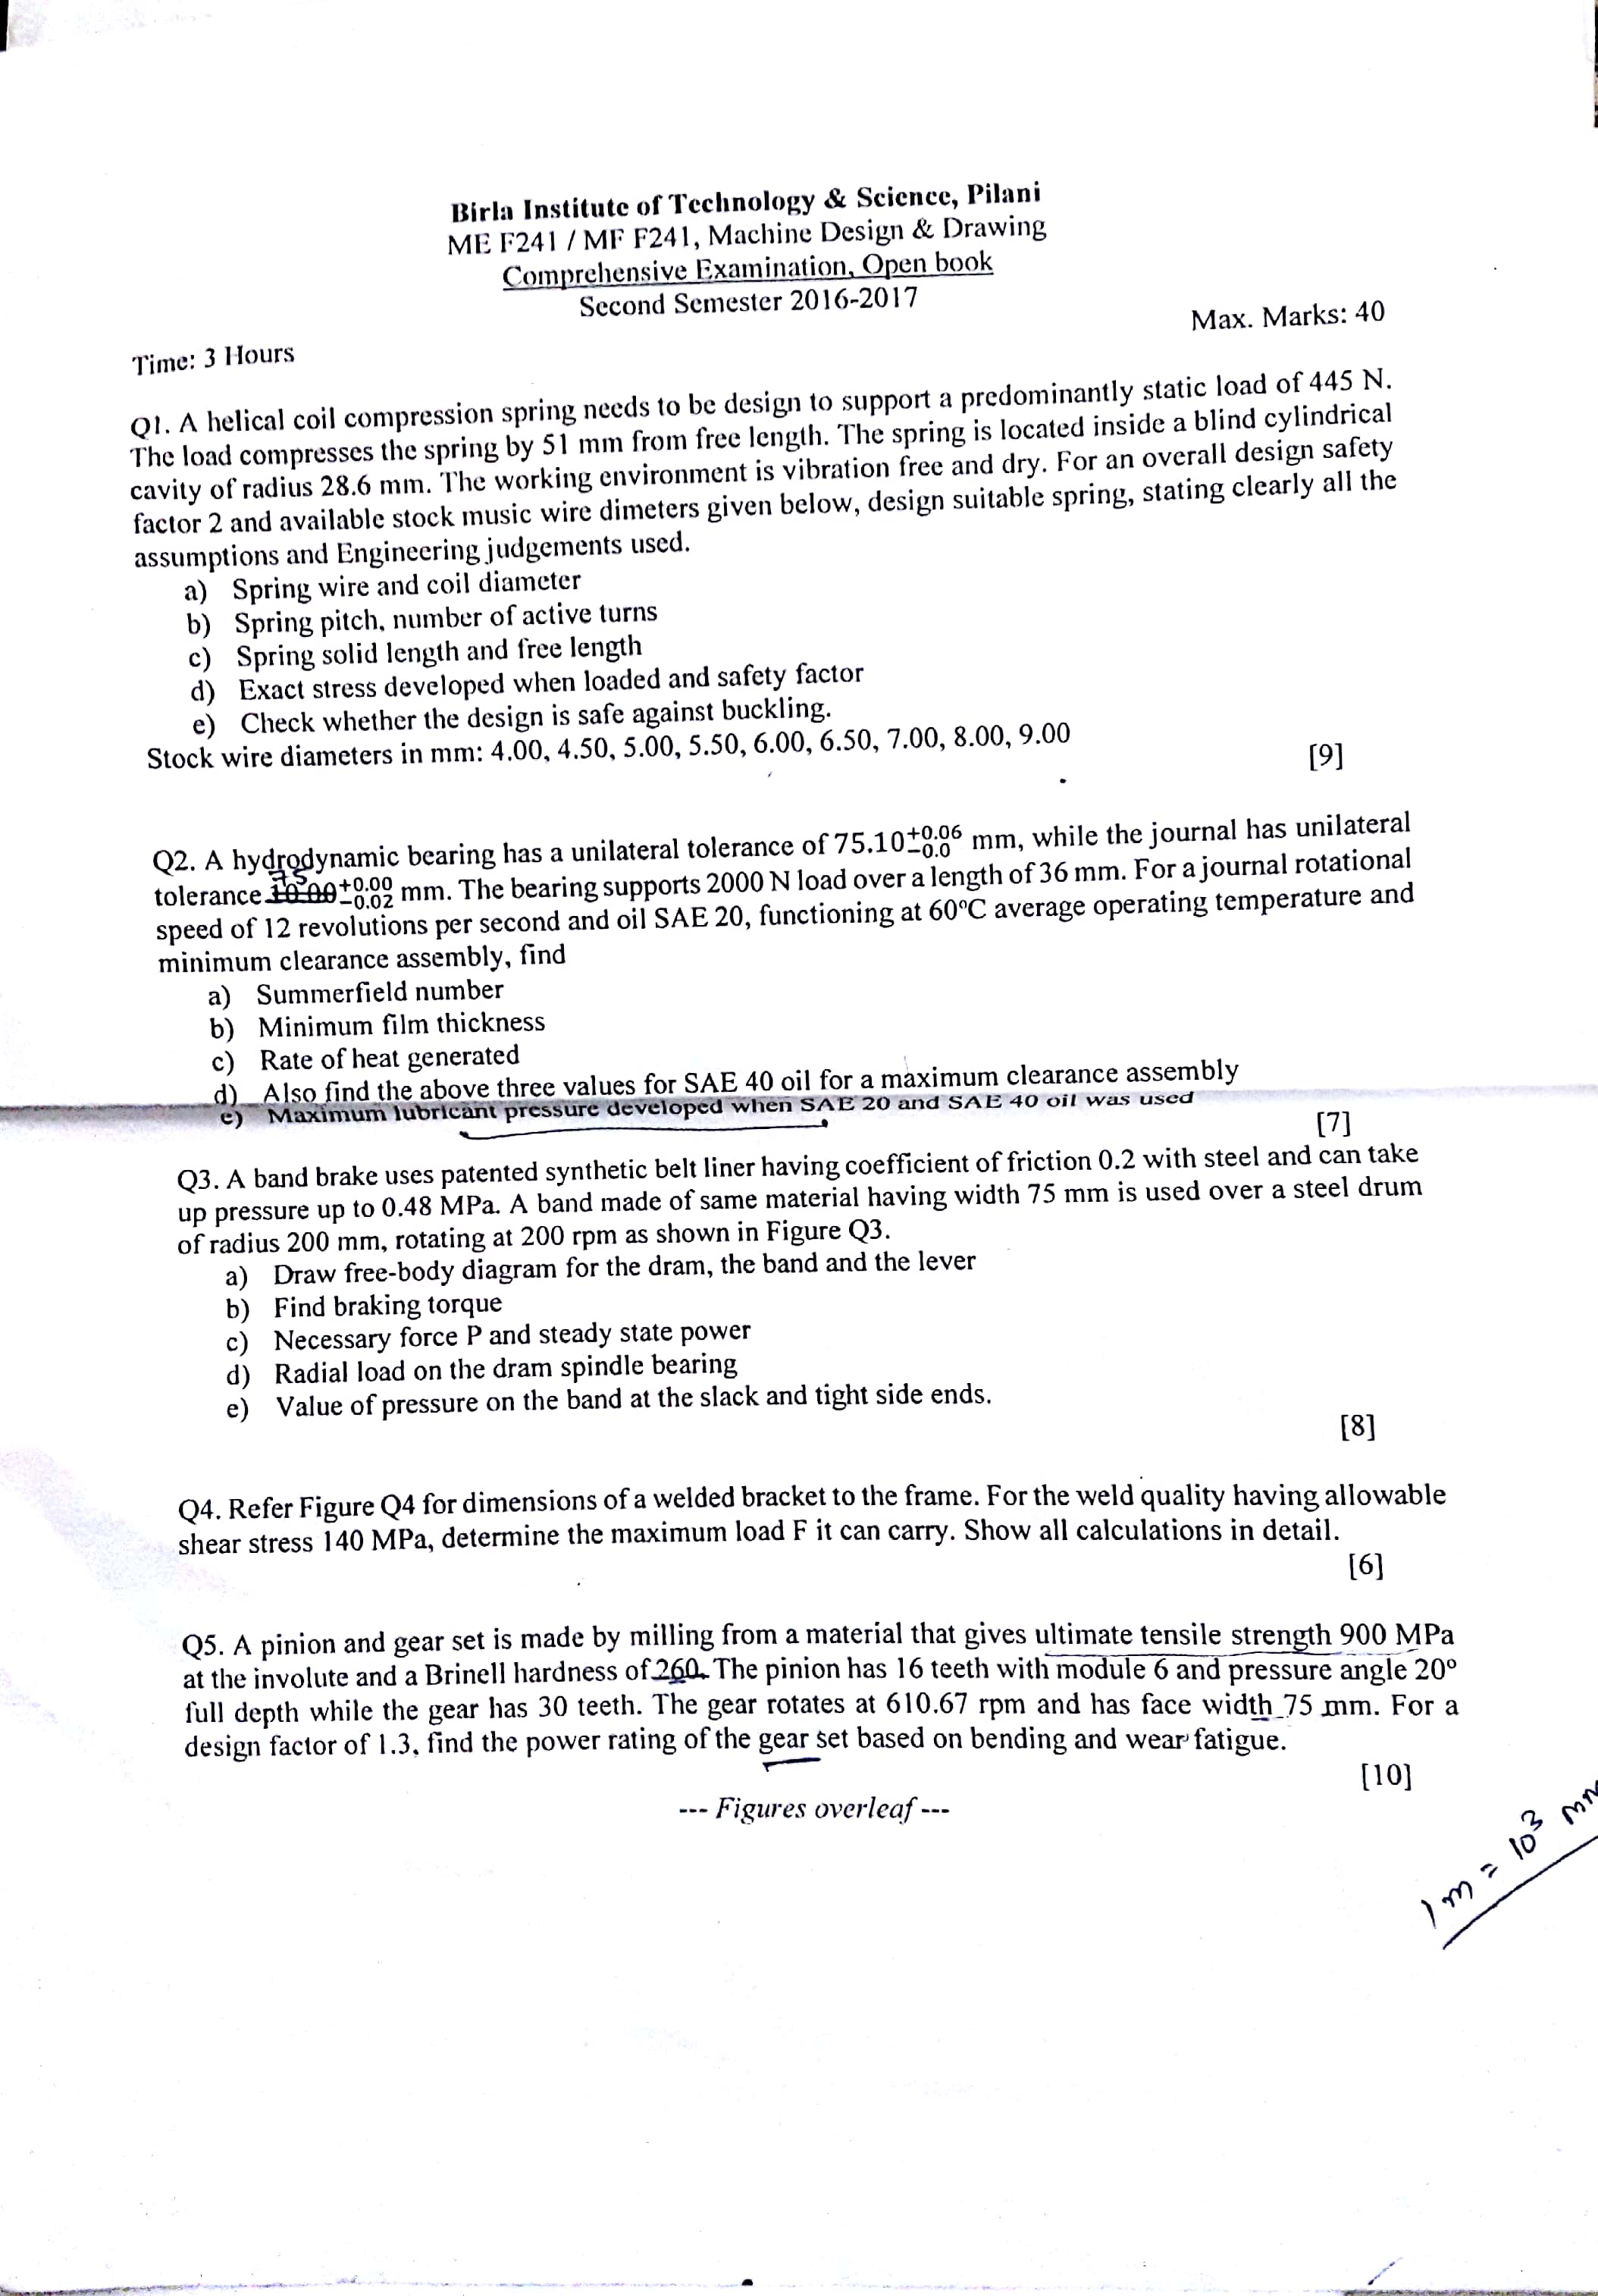 Birla Institute of Technology & Science, Pilani
ME F241 / MF F241, Machine Design & Drawing
Comprehensive Examination, Open book
Second Semester 2016-2017
Max. Marks: 40
Time: 3 Hours
Q1. A helical coil compression spring needs to be design to support a predominantly static load of 445 N.
The load compresses the spring by 51 mm from free length. The spring is located inside a blind cylindrical
cavity of radius 28.6 mm. The working environment is vibration free and dry. For an overall design safety
factor 2 and available stock music wire dimeters given below, design suitable spring, stating clearly all the
assumptions and Engineering judgements used.
a) Spring wire and coil diameter
b) Spring pitch, number of active turns
c) Spring solid length and free length
d) Exact stress developed when loaded and safety factor
e) Check whether the design is safe against buckling.
Stock wire diameters in mm: 4.00, 4.50, 5.00, 5.50, 6.00, 6.50, 7.00, 8.00, 9.00
[9]
Q2. A hydrodynamic bearing has a unilateral tolerance of 75.10+0.06 −0.0 mm, while the journal has unilateral
75
tolerance 10.00+0.00 −0.02 mm. The bearing supports 2000 N load over a length of 36 mm. For a journal rotational
speed of 12 revolutions per second and oil SAE 20, functioning at 60⁰C average operating temperature and
minimum clearance assembly, find
a) Summerfield number
b) Minimum film thickness
c) Rate of heat generated
d) Also find the above three values for SAE 40 oil for a maximum clearance assembly
e) Maximum lubricant pressure developed when SAE 20 and SAE 40 oil was used
[7]
Q3. A band brake uses patented synthetic belt liner having coefficient of friction 0.2 with steel and can take
up pressure up to 0.48 MPa. A band made of same material having width 75 mm is used over a steel drum
of radius 200 mm, rotating at 200 rpm as shown in Figure Q3.
a) Draw free-body diagram for the dram, the band and the lever
b) Find braking torque
c) Necessary force P and steady state power
d) Radial load on the dram spindle bearing
e) Value of pressure on the band at the slack and tight side ends.
[8]
Q4. Refer Figure Q4 for dimensions of a welded bracket to the frame. For the weld quality having allowable
shear stress 140 MPa, determine the maximum load F it can carry. Show all calculations in detail.
[6]
Q5. A pinion and gear set is made by milling from a material that gives ultimate tensile strength 900 MPa
at the involute and a Brinell hardness of 260. The pinion has 16 teeth with module 6 and pressure angle 20⁰
full depth while the gear has 30 teeth. The gear rotates at 610.67 rpm and has face width 75 mm. For a
design factor of 1.3, find the power rating of the gear set based on bending and wear fatigue.
[10]
--- Figures overleaf ---
1 m = 10³ mm